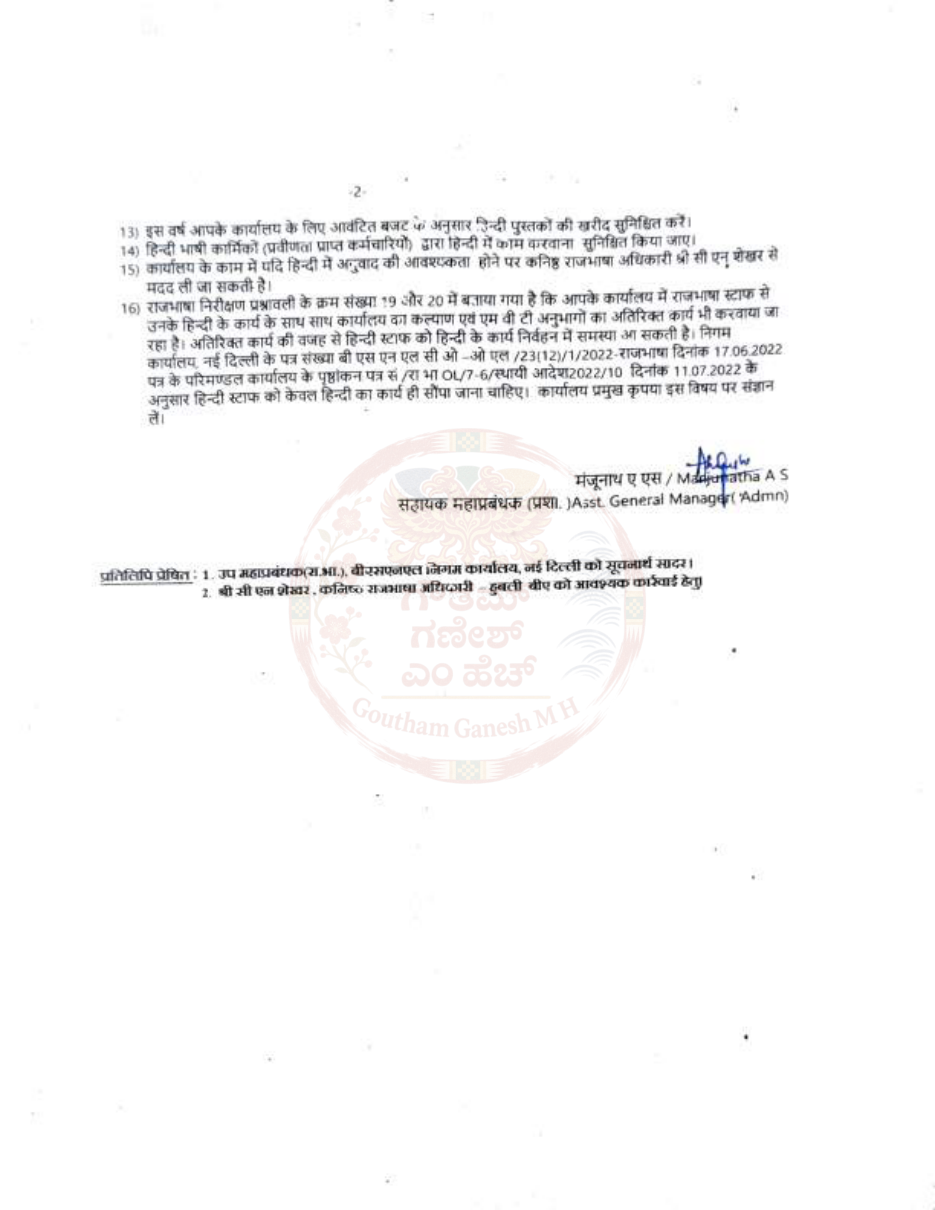 -2-
13) इस वर्ष आपके कार्यालय के लिए आवंटित बजट के अनुसार हिन्दी पुस्तकों की खरीद सुनिश्चित करें।
14) हिन्दी भाषी कार्मिकों (प्रवीणता प्राप्त कर्मचारियों) द्वारा हिन्दी में काम करवाना सुनिश्चित किया जाए।
15) कार्यालय के काम में यदि हिन्दी में अनुवाद की आवश्यकता होने पर कनिष्ठ राजभाषा अधिकारी श्री सी एन शेखर से
मदद ली जा सकती है।
16) राजभाषा निरीक्षण प्रश्नावली के क्रम संख्या 19 और 20 में बताया गया है कि आपके कार्यालय में राजभाषा स्टाफ से
उनके हिन्दी के कार्य के साथ साथ कार्यालय का कल्याण एवं एम वी टी अनुभागों का अतिरिक्त कार्य भी करवाया जा
रहा है। अतिरिक्त कार्य की वजह से हिन्दी स्टाफ को हिन्दी के कार्य निर्वहन में समस्या आ सकती है। निगम
कार्यालय, नई दिल्ली के पत्र संख्या बी एस एन एल सी ओ –ओ एल /23(12)/1/2022-राजभाषा दिनांक 17.06.2022
पत्र के परिमण्डल कार्यालय के पृष्ठांकन पत्र सं /रा भा OL/7-6/स्थायी आदेश2022/10 दिनांक 11.07.2022 के
अनुसार हिन्दी स्टाफ को केवल हिन्दी का कार्य ही सौंपा जाना चाहिए। कार्यालय प्रमुख कृपया इस विषय पर संज्ञान
लें।
मंजूनाथ ए एस / Manjunatha A S
सहायक महाप्रबंधक (प्रशा. )Asst. General Manager( Admn)
प्रतिलिपि प्रेषित : 1. उप महाप्रबंधक(रा.भा.), बीएसएनएल निगम कार्यालय, नई दिल्ली को सूचनार्थ सादर।
2. श्री सी एन शेखर , कनिष्ठ राजभाषा अधिकारी – हुबली बीए को आवश्यक कार्रवाई हेतु।
ಗೌತಮ್
ಗಣೇಶ್
ಎಂ ಹೆಚ್
Goutham Ganesh M H